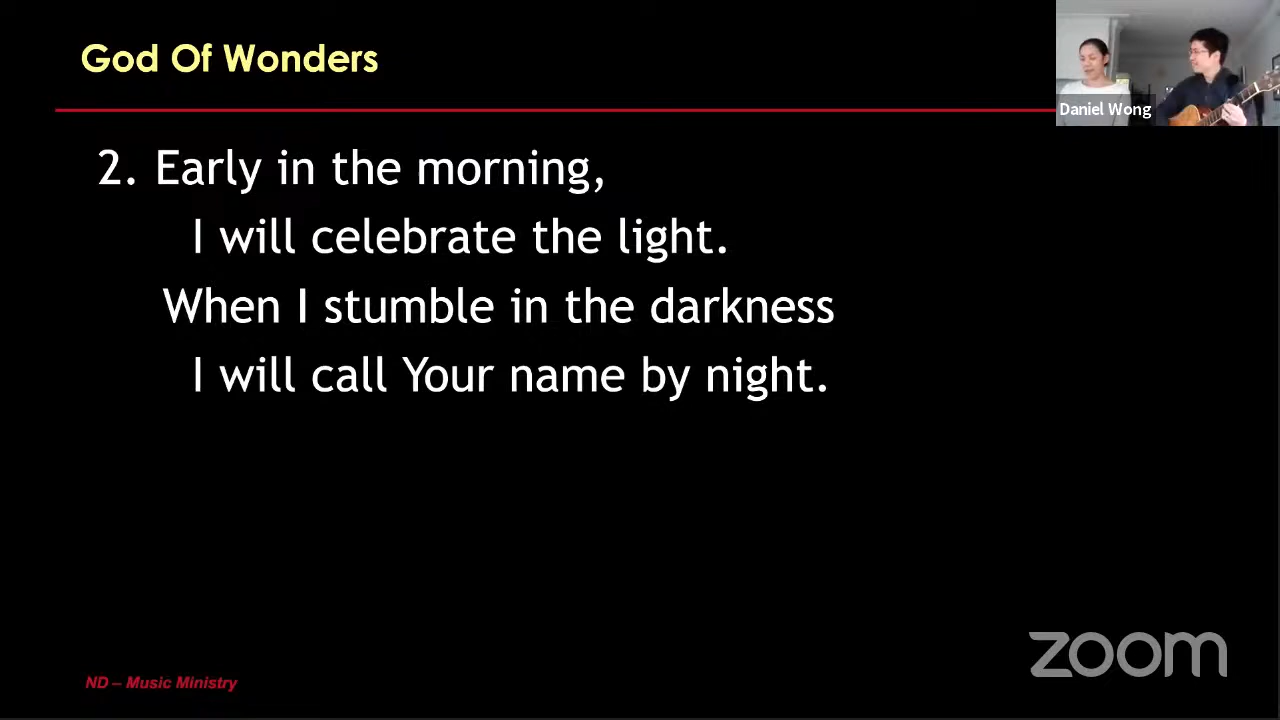 God Of Wonders
Daniel Wong
2. Early in the morning,
I will celebrate the light.
When I stumble in the darkness
I will call Your name by night.
zoom
ND – Music Ministry